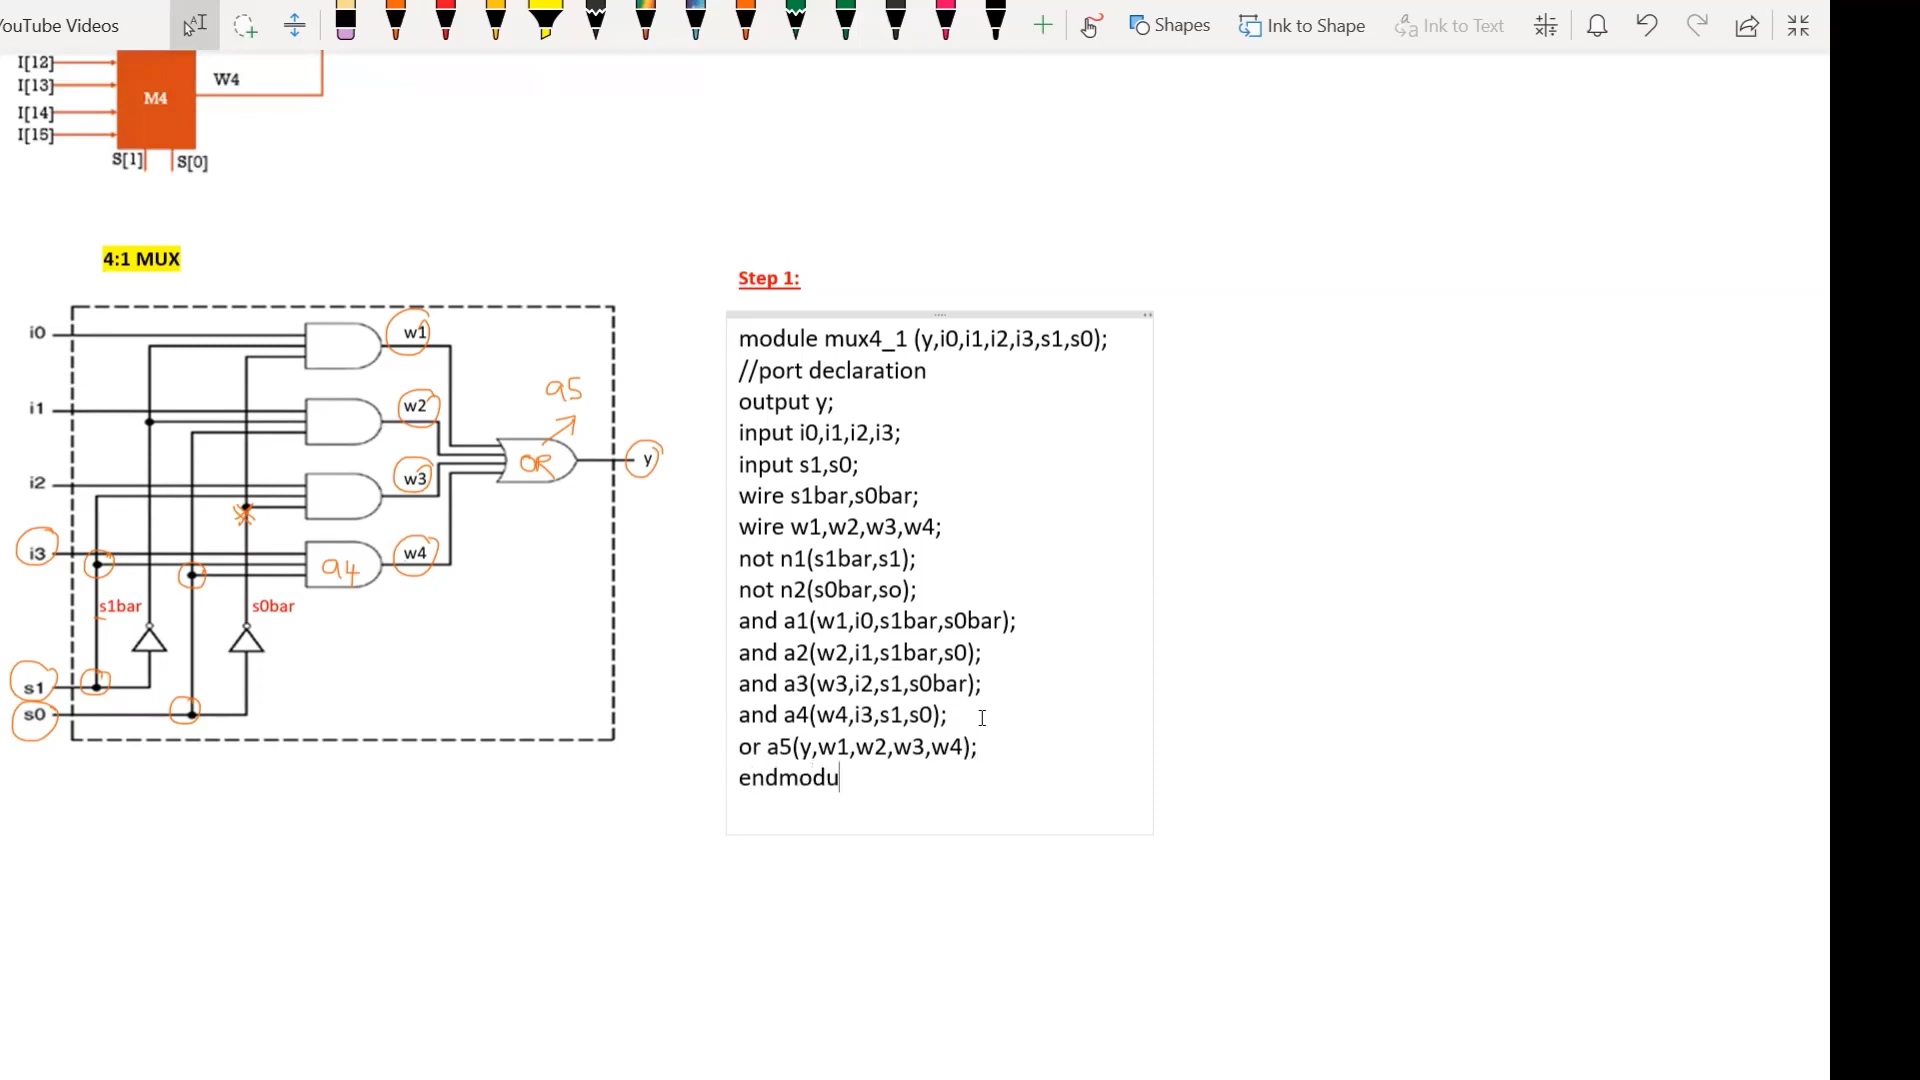 YouTube Videos
Shapes
Ink to Shape
Ink to Text
I[12]
I[13]
I[14]
I[15]
M4
W4
S[1]
S[0]
4:1 MUX
i0
i1
i2
i3
w1
w2
w3
w4
a4
a5
OR
y
s1bar
s0bar
s1
s0
Step 1:
module mux4_1 (y,i0,i1,i2,i3,s1,s0);
//port declaration
output y;
input i0,i1,i2,i3;
input s1,s0;
wire s1bar,s0bar;
wire w1,w2,w3,w4;
not n1(s1bar,s1);
not n2(s0bar,so);
and a1(w1,i0,s1bar,s0bar);
and a2(w2,i1,s1bar,s0);
and a3(w3,i2,s1,s0bar);
and a4(w4,i3,s1,s0);
or a5(y,w1,w2,w3,w4);
endmodu